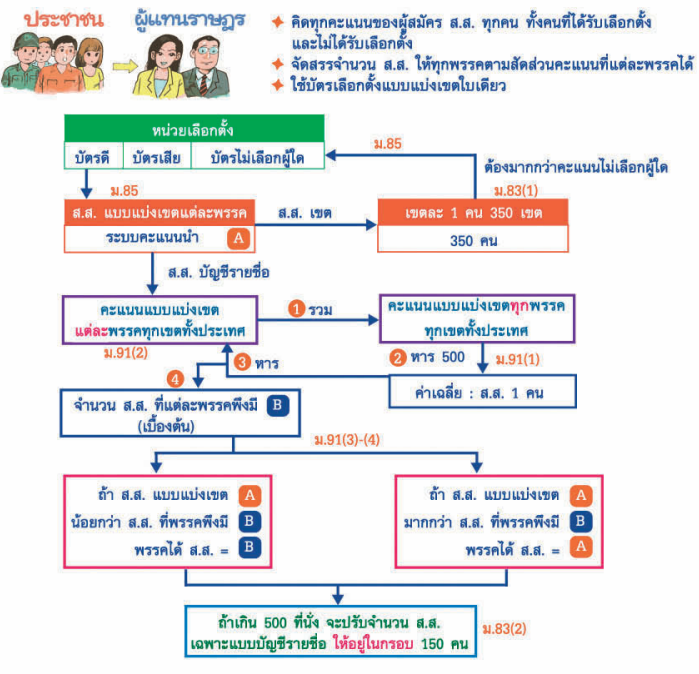 ประชาชน
ผู้แทนราษฎร
✦ คิดทุกคะแนนของผู้สมัคร ส.ส. ทุกคน ทั้งคนที่ได้รับเลือกตั้ง
และไม่ได้รับเลือกตั้ง
✦ จัดสรรจำนวน ส.ส. ให้ทุกพรรคตามสัดส่วนคะแนนที่แต่ละพรรคได้
✦ ใช้บัตรเลือกตั้งแบบแบ่งเขตใบเดียว
หน่วยเลือกตั้ง
บัตรดี บัตรเสีย บัตรไม่เลือกผู้ใด
ม.85
ต้องมากกว่าคะแนนไม่เลือกผู้ใด
ม.85
ม.83(1)
ส.ส. แบบแบ่งเขตแต่ละพรรค
ระบบคะแนนนำ A
ส.ส. เขต
เขตละ 1 คน 350 เขต
350 คน
ส.ส. บัญชีรายชื่อ
คะแนนแบบแบ่งเขต
แต่ละพรรคทุกเขตทั้งประเทศ
1 รวม
คะแนนแบบแบ่งเขตทุกพรรค
ทุกเขตทั้งประเทศ
ม.91(2)
3 หาร
2 หาร 500
ม.91(1)
4
จำนวน ส.ส. ที่แต่ละพรรคพึงมี B
(เบื้องต้น)
ค่าเฉลี่ย : ส.ส. 1 คน
ม.91(3)-(4)
ถ้า ส.ส. แบบแบ่งเขต A
น้อยกว่า ส.ส. ที่พรรคพึงมี B
พรรคได้ ส.ส. = B
ถ้า ส.ส. แบบแบ่งเขต A
มากกว่า ส.ส. ที่พรรคพึงมี B
พรรคได้ ส.ส. = A
ถ้าเกิน 500 ที่นั่ง จะปรับจำนวน ส.ส.
เฉพาะแบบบัญชีรายชื่อ ให้อยู่ในกรอบ 150 คน
ม.83(2)